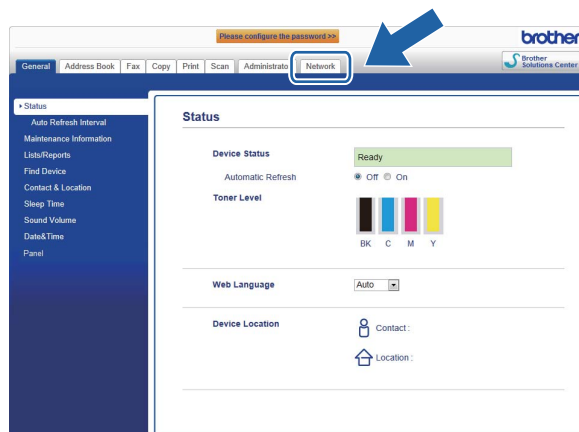 Please configure the password >>
brother
General Address Book Fax Copy Print Scan Administrato Network
Brother
Solutions Center
Status
Auto Refresh Interval
Maintenance Information
Lists/Reports
Find Device
Contact & Location
Sleep Time
Sound Volume
Date&Time
Panel
Status
Device Status Ready
Automatic Refresh Off On
Toner Level
BK C M Y
Web Language Auto
Device Location Contact :
Location :